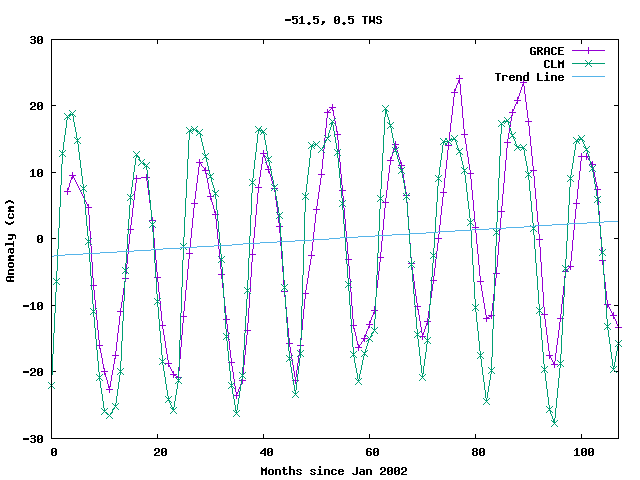 -51.5, 0.5 TWS
GRACE
CLM
Trend Line
30
20
10
0
-10
-20
-30
Anomaly (cm)
0 20 40 60 80 100
Months since Jan 2002